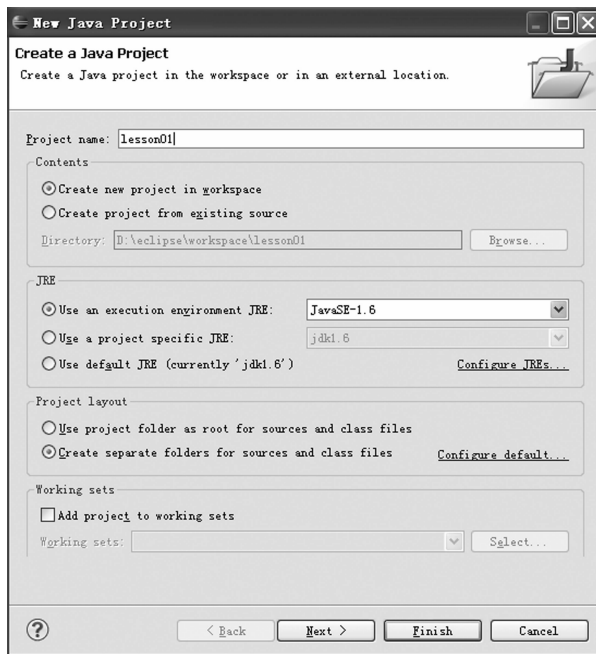 New Java Project
Create a Java Project
Create a Java project in the workspace or in an external location.
Project name: lesson01
Contents
Create new project in workspace
Create project from existing source
Directory: D:\eclipse\workspace\lesson01 Browse...
JRE
Use an execution environment JRE: JavaSE-1.6
Use a project specific JRE: jdk1.6
Use default JRE (currently 'jdk1.6') Configure JREs...
Project layout
Use project folder as root for sources and class files
Create separate folders for sources and class files Configure default...
Working sets
Add project to working sets
Working sets: Select...
? < Back Next > Finish Cancel